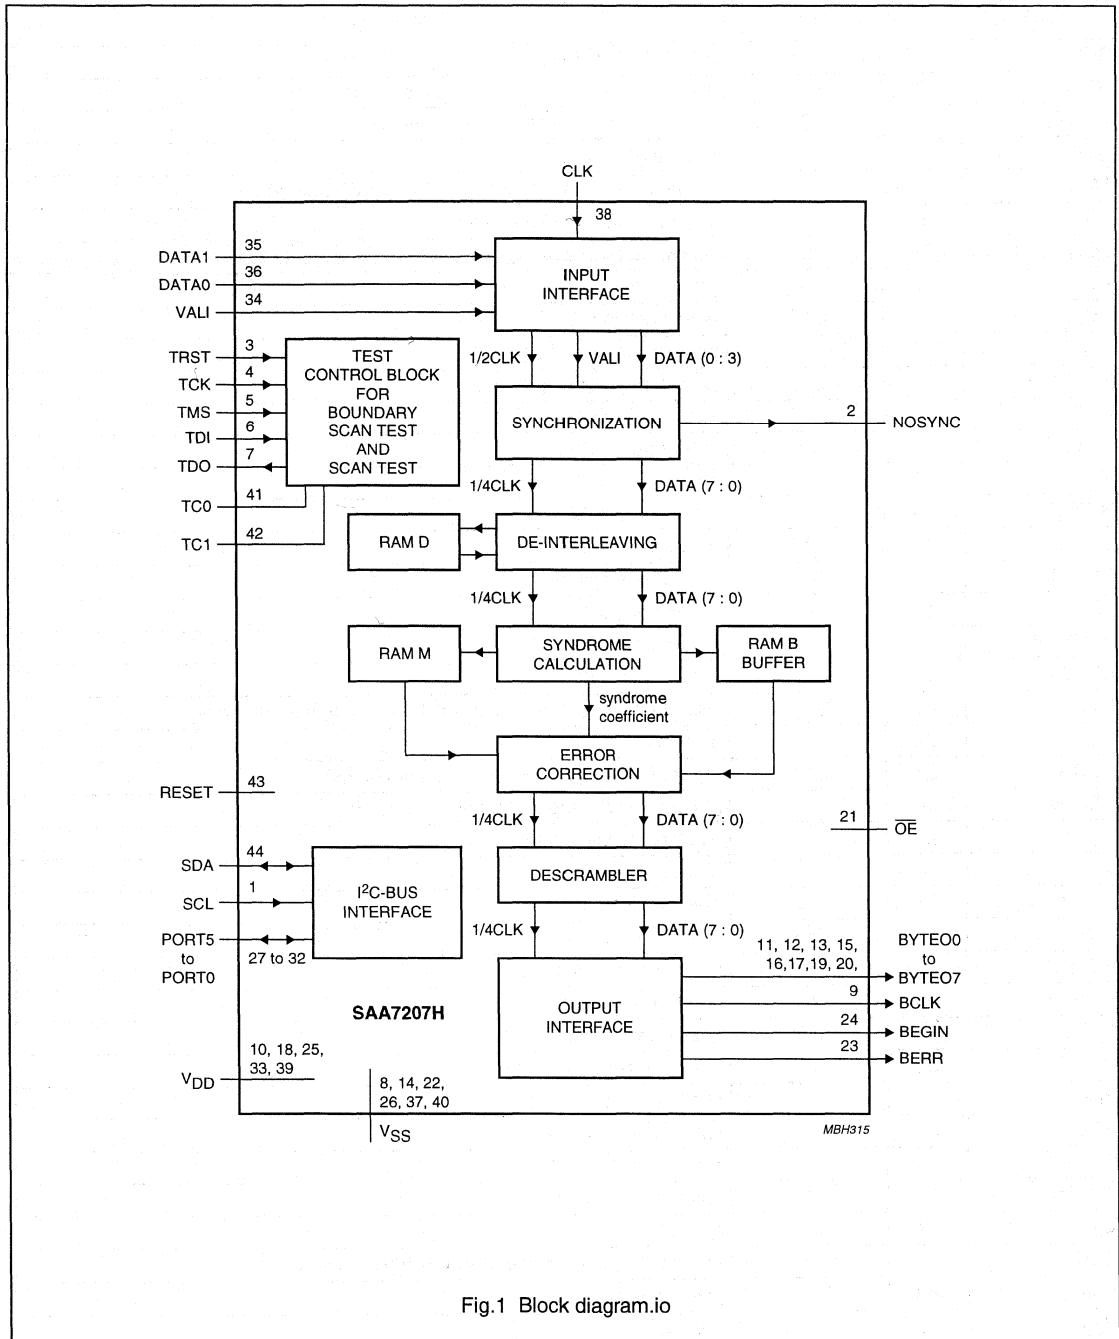 CLK
38
DATA1
35
DATA0
36
VALI
34
INPUT
INTERFACE
1/2CLK
VALI
DATA (0 : 3)
TRST
3
TCK
4
TMS
5
TDI
6
TDO
7
TC0
41
TC1
42
TEST
CONTROL BLOCK
FOR
BOUNDARY
SCAN TEST
AND
SCAN TEST
SYNCHRONIZATION
2
NOSYNC
1/4CLK
DATA (7 : 0)
RAM D
DE-INTERLEAVING
1/4CLK
DATA (7 : 0)
RAM M
SYNDROME
CALCULATION
RAM B
BUFFER
syndrome
coefficient
ERROR
CORRECTION
RESET
43
1/4CLK
DATA (7 : 0)
21
O̅E̅
SDA
44
SCL
1
PORT5
to
PORT0
27 to 32
I²C-BUS
INTERFACE
DESCRAMBLER
1/4CLK
DATA (7 : 0)
OUTPUT
INTERFACE
11, 12, 13, 15,
16,17,19, 20,
BYTEO0
to
BYTEO7
9
BCLK
24
BEGIN
23
BERR
SAA7207H
VDD
10, 18, 25,
33, 39
8, 14, 22,
26, 37, 40
VSS
MBH315
Fig.1 Block diagram.io